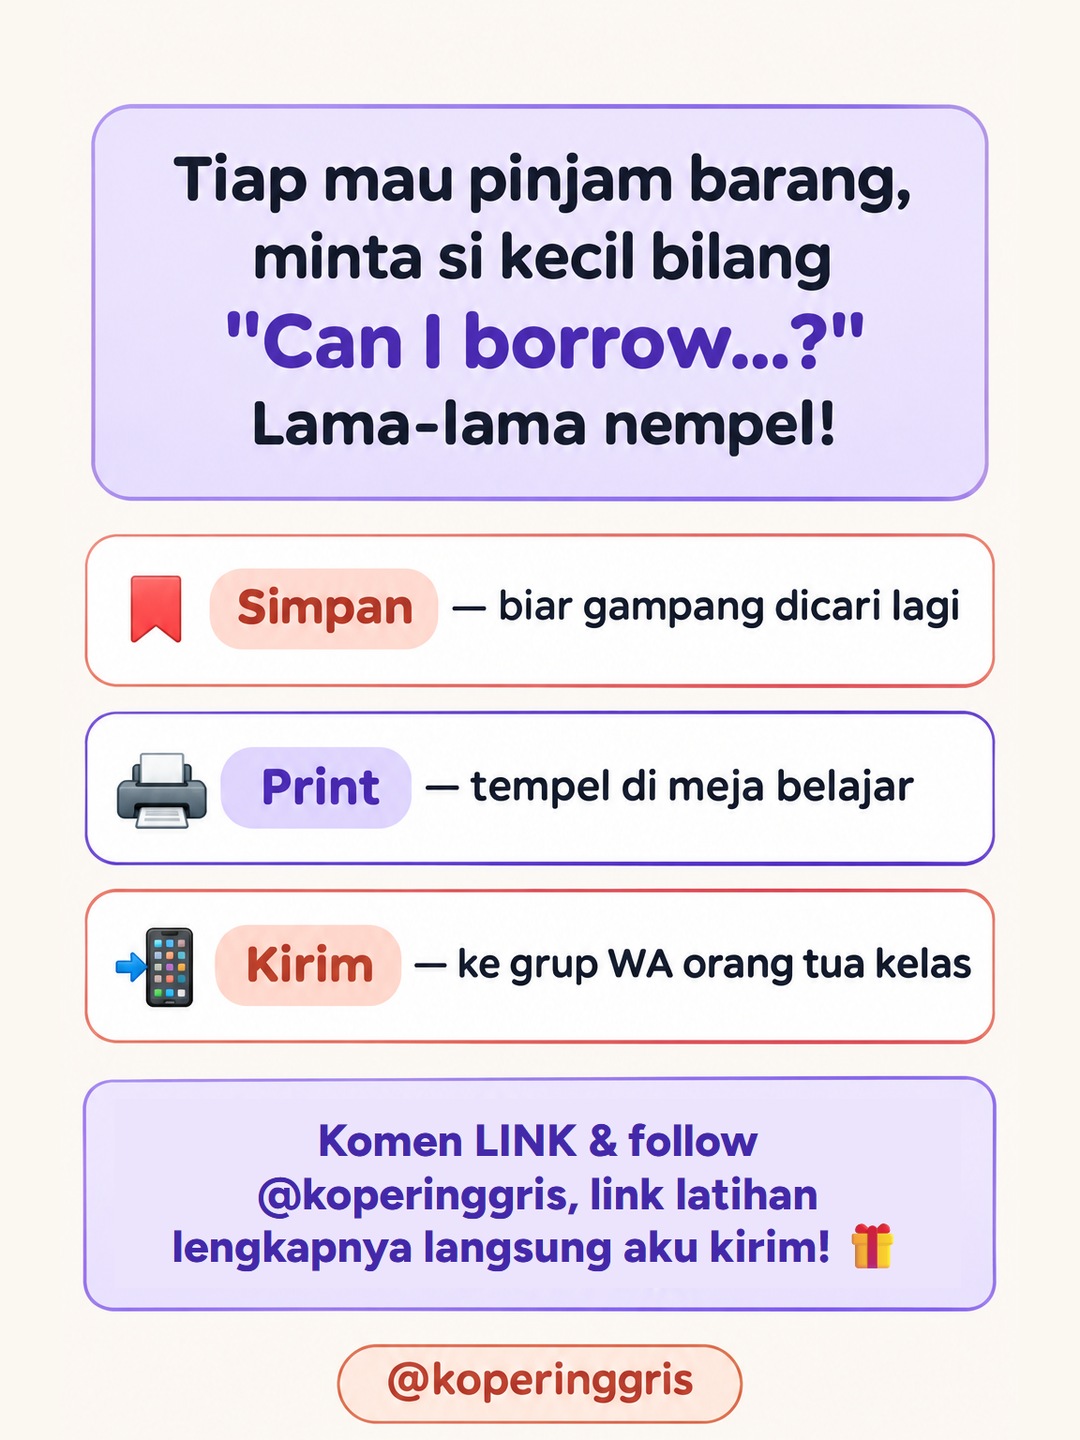 Tiap mau pinjam barang,
minta si kecil bilang
"Can I borrow...?"
Lama-lama nempel!
Simpan — biar gampang dicari lagi
Print — tempel di meja belajar
Kirim — ke grup WA orang tua kelas
Komen LINK & follow
@koperinggris, link latihan
lengkapnya langsung aku kirim! 🎁
@koperinggris